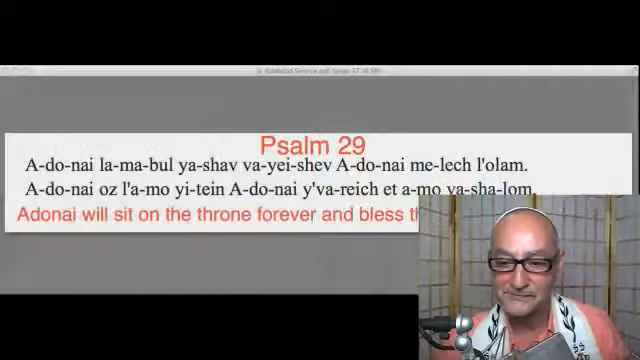 Psalm 29
A-do-nai la-ma-bul ya-shav va-yei-shev A-do-nai me-lech l'olam.
A-do-nai oz l'a-mo yi-tein A-do-nai y'va-reich et a-mo va-sha-lom.
Adonai will sit on the throne forever and bless